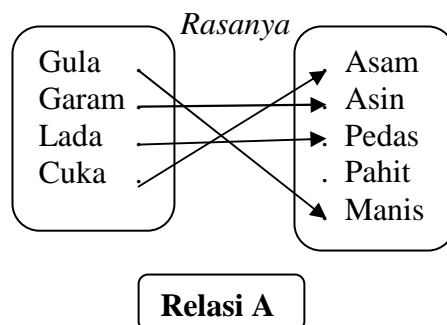 Rasanya
Gula
Garam
Lada
Cuka
Asam
Asin
Pedas
Pahit
Manis
Relasi A